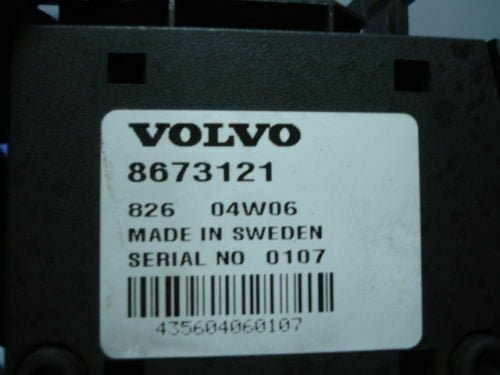 VOLVO
8673121
826 04W06
MADE IN SWEDEN
SERIAL NO 0107
435604060107